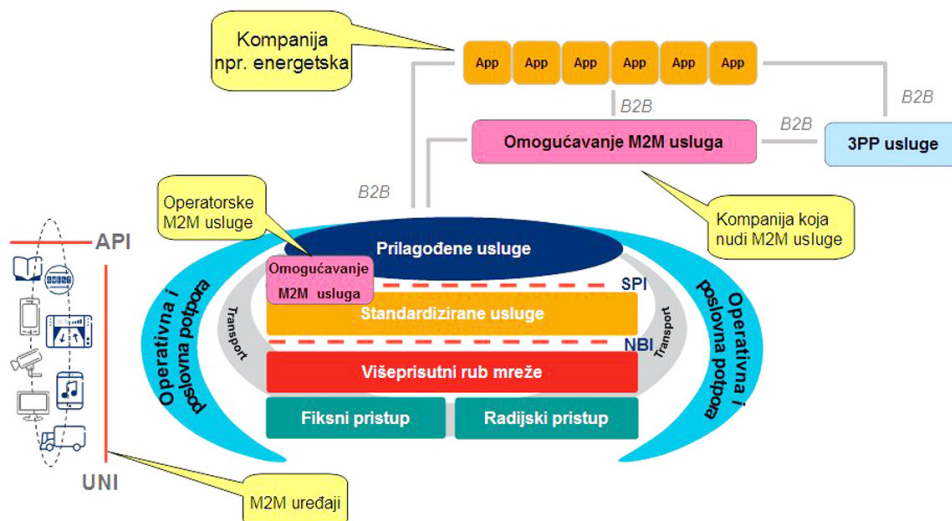 Kompanija
npr. energetska
App App App App App App
B2B
B2B
B2B
Omogućavanje M2M usluga
3PP usluge
B2B
Operatorske
M2M usluge
Kompanija koja
nudi M2M usluge
API
Prilagođene usluge
Omogućavanje
M2M usluga
SPI
Standardizirane usluge
NBI
Višeprisutni rub mreže
Fiksni pristup
Radijski pristup
Operativna i
poslovna potpora
Transport
Transport
Operativna i
poslovna potpora
UNI
M2M uređaji